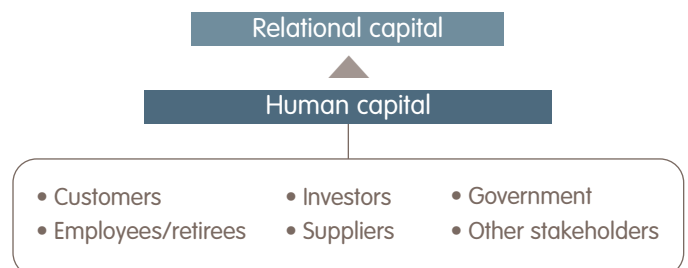 Relational capital
Human capital
• Customers
• Employees/retirees
• Investors
• Suppliers
• Government
• Other stakeholders